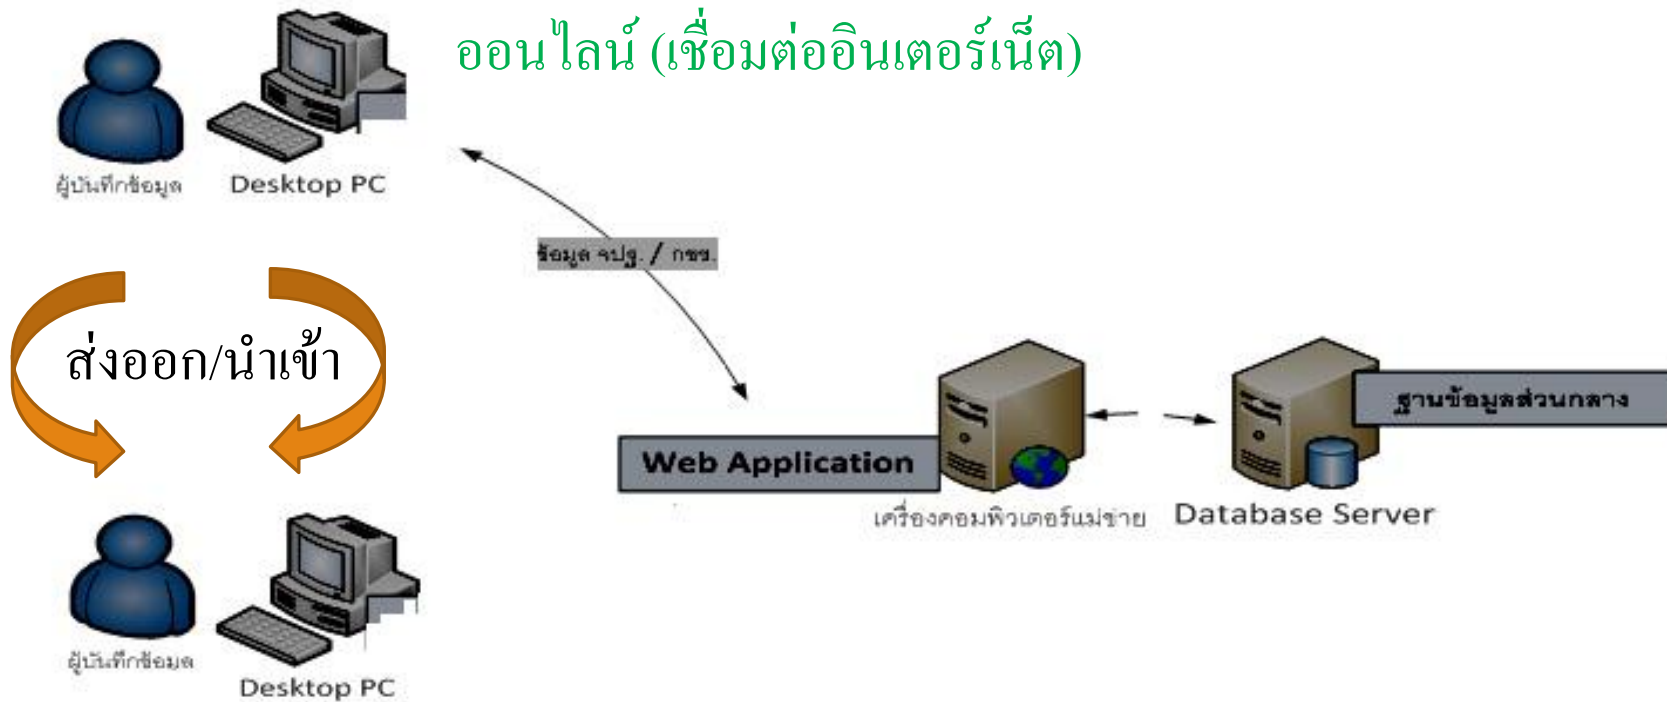 ออนไลน์ (เชื่อมต่ออินเตอร์เน็ต)
ผู้บันทึกข้อมูล
Desktop PC
ข้อมูล จปฐ. / กชช.
ส่งออก/นำเข้า
ฐานข้อมูลส่วนกลาง
Web Application
เครื่องคอมพิวเตอร์แม่ข่าย
Database Server
ผู้บันทึกข้อมูล
Desktop PC